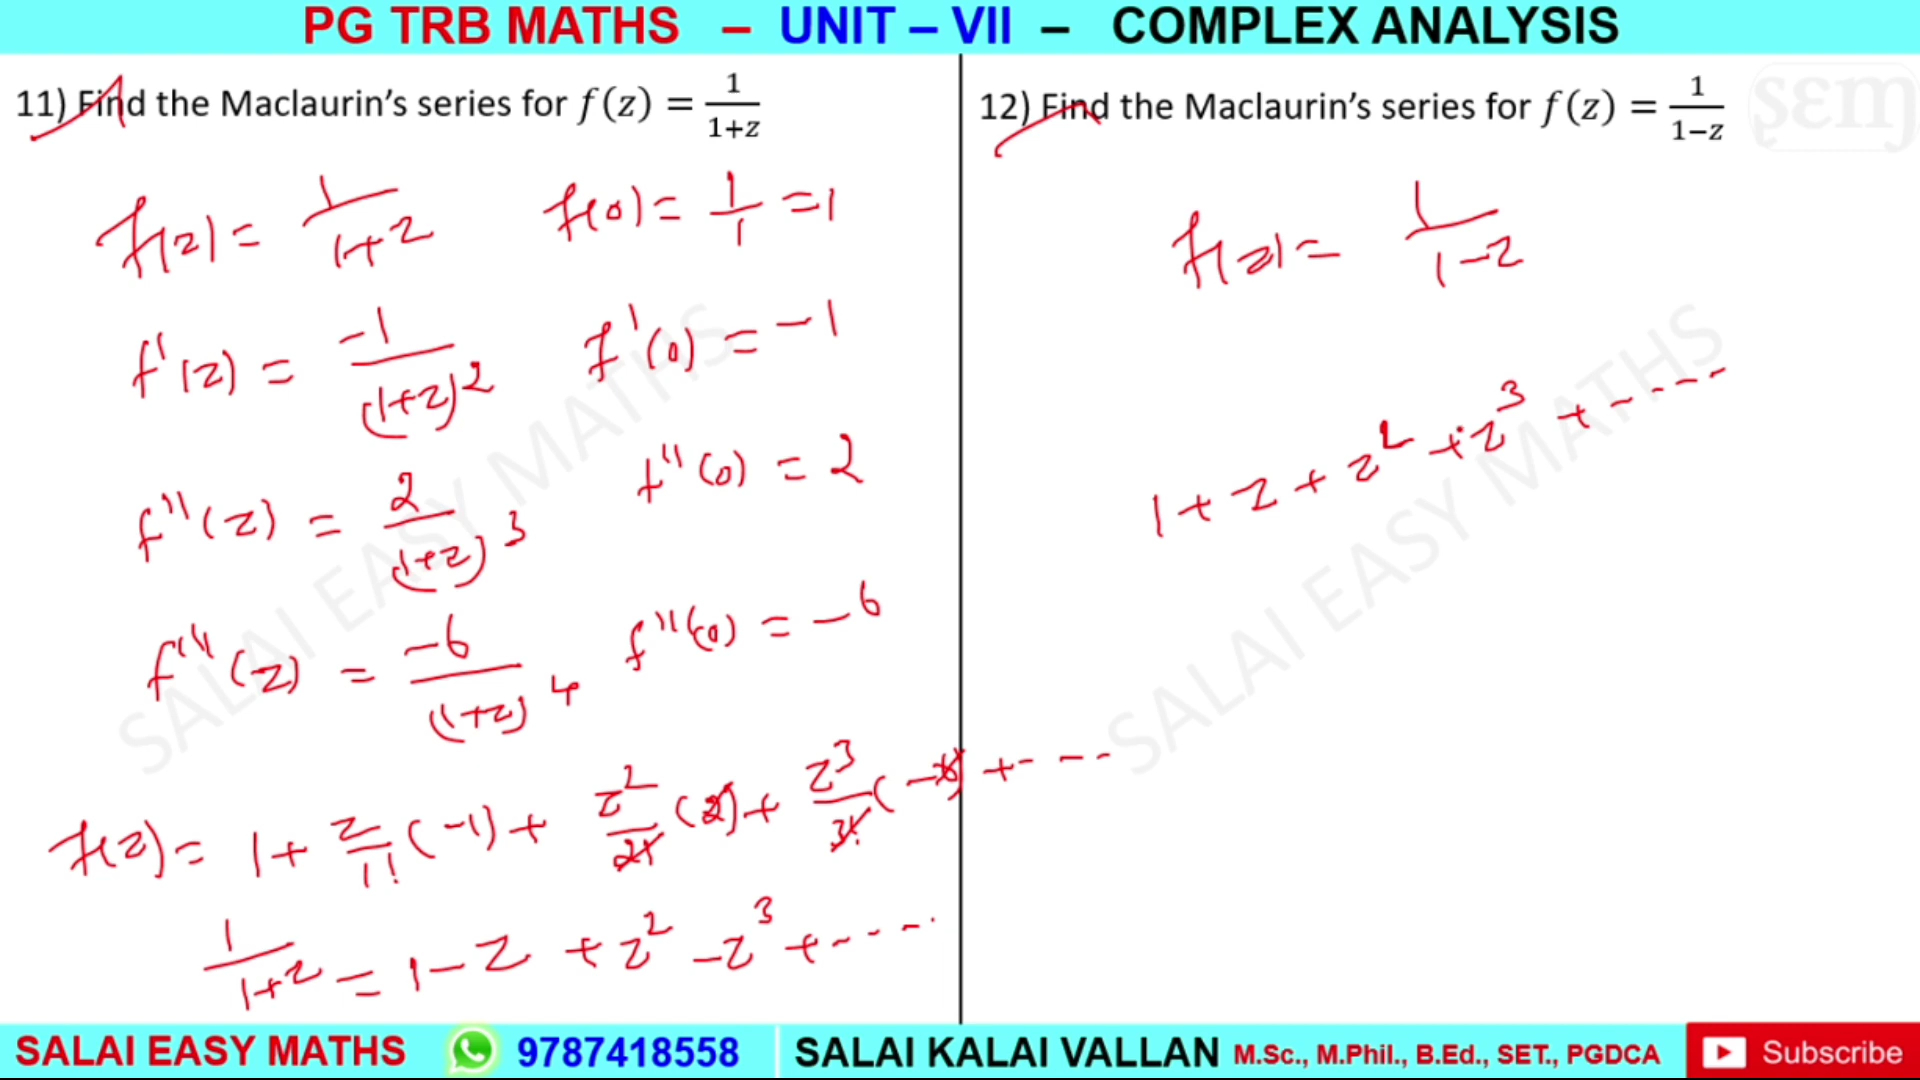 PG TRB MATHS – UNIT – VII – COMPLEX ANALYSIS
11) Find the Maclaurin's series for f(z) = 1/(1+z)
f(z) = 1/(1+z) f(0) = 1/1 = 1
f'(z) = -1/(1+z)² f'(0) = -1
f''(z) = 2/(1+z)³ f''(0) = 2
f'''(z) = -6/(1+z)⁴ f'''(0) = -6
f(z) = 1 + z/1! (-1) + z²/2! (2) + z³/3! (-6) + ----
1/(1+z) = 1 - z + z² - z³ + ----
12) Find the Maclaurin's series for f(z) = 1/(1−z)
sem
f(z) = 1/(1-z)
1 + z + z² + z³ + ----
SALAI EASY MATHS
SALAI EASY MATHS
SALAI EASY MATHS 9787418558 SALAI KALAI VALLAN M.Sc., M.Phil., B.Ed., SET., PGDCA Subscribe